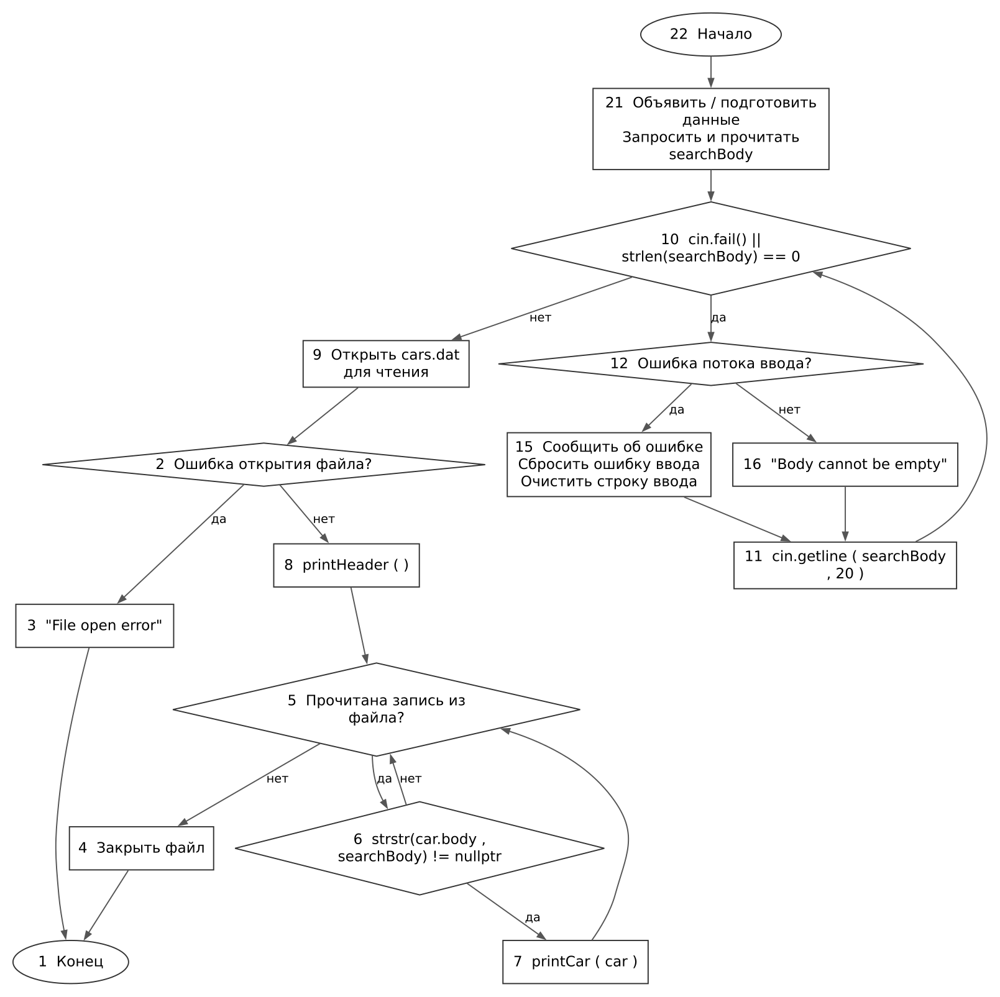 22 Начало
21 Объявить / подготовить
данные
Запросить и прочитать
searchBody
10 cin.fail() ||
strlen(searchBody) == 0
нет
да
9 Открыть cars.dat
для чтения
12 Ошибка потока ввода?
да
нет
2 Ошибка открытия файла?
15 Сообщить об ошибке
Сбросить ошибку ввода
Очистить строку ввода
16 "Body cannot be empty"
да
нет
8 printHeader ( )
11 cin.getline ( searchBody
, 20 )
3 "File open error"
5 Прочитана запись из
файла?
нет
да
нет
4 Закрыть файл
6 strstr(car.body ,
searchBody) != nullptr
да
1 Конец
7 printCar ( car )